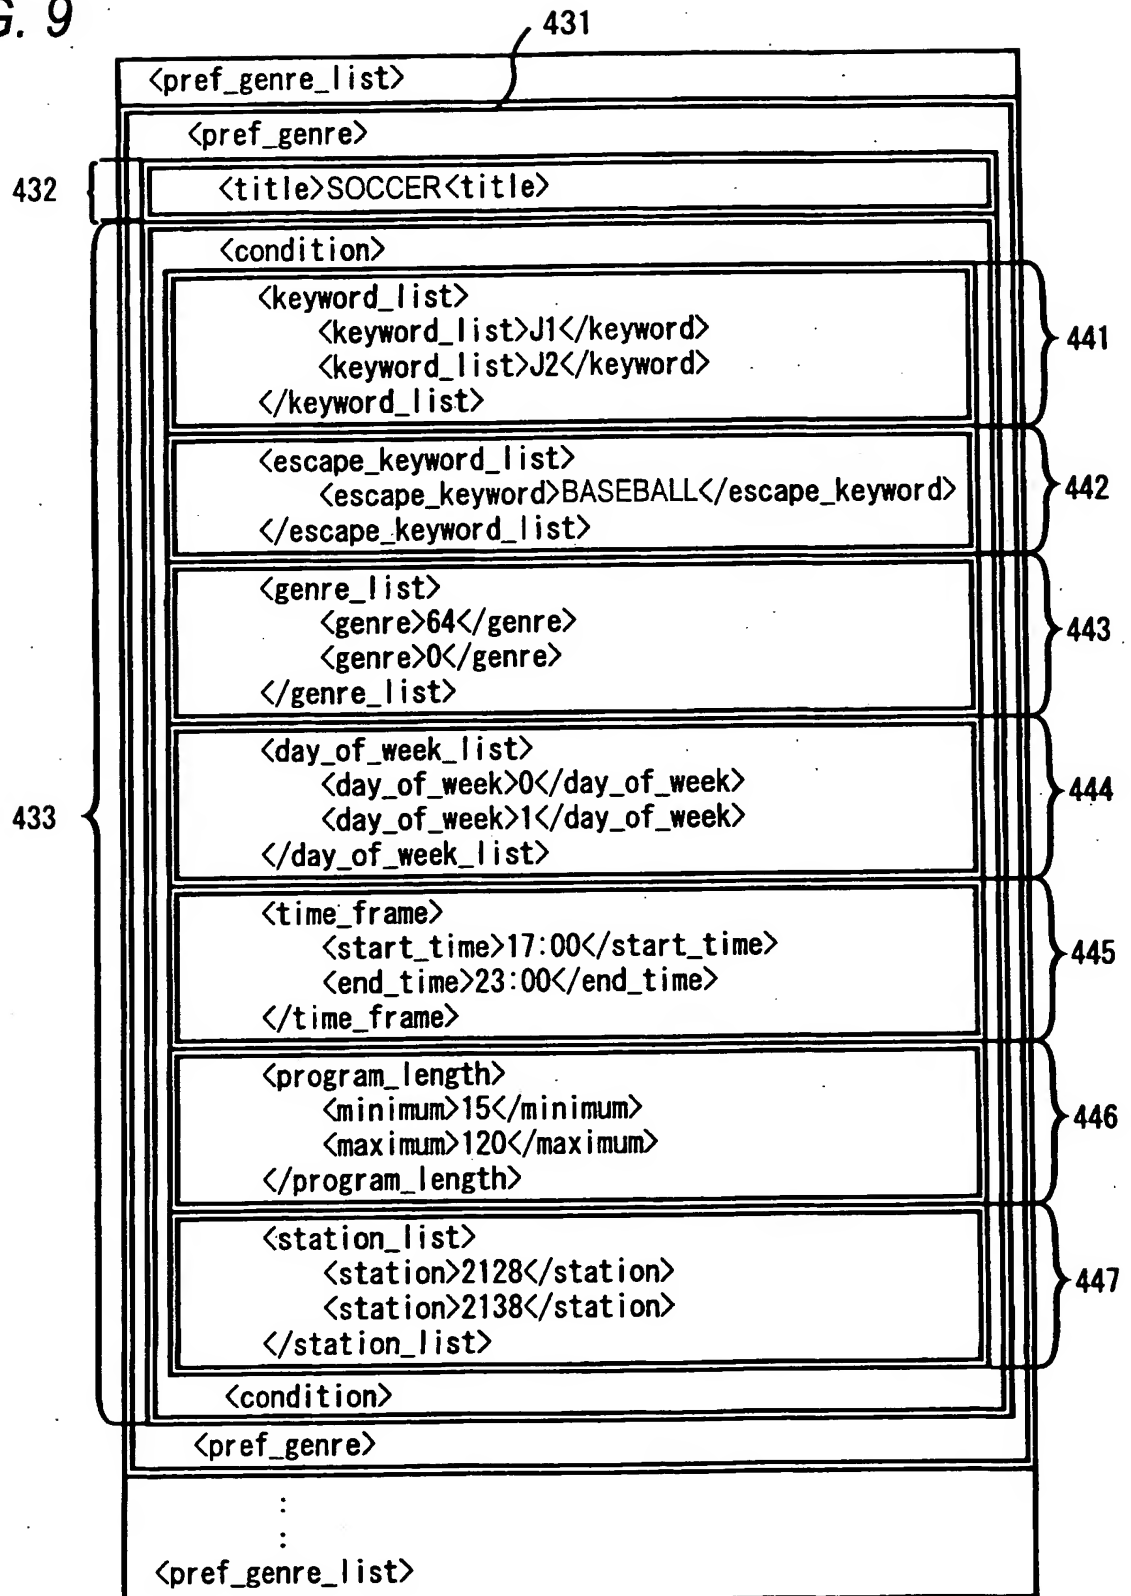 G. 9
431
<pref_genre_list>
<pref_genre>
432
<title>SOCCER<title>
<condition>
<keyword_list>
<keyword_list>J1</keyword>
441
<keyword_list>J2</keyword>
</keyword_list>
<escape_keyword_list>
<escape_keyword>BASEBALL</escape_keyword>
442
</escape_keyword_list>
<genre_list>
<genre>64</genre>
443
<genre>0</genre>
</genre_list>
<day_of_week_list>
<day_of_week>0</day_of_week>
444
433
<day_of_week>1</day_of_week>
</day_of_week_list>
<time_frame>
<start_time>17:00</start_time>
445
<end_time>23:00</end_time>
</time_frame>
<program_length>
<minimum>15</minimum>
446
<maximum>120</maximum>
</program_length>
<station_list>
<station>2128</station>
447
<station>2138</station>
</station_list>
<condition>
<pref_genre>
:
:
<pref_genre_list>